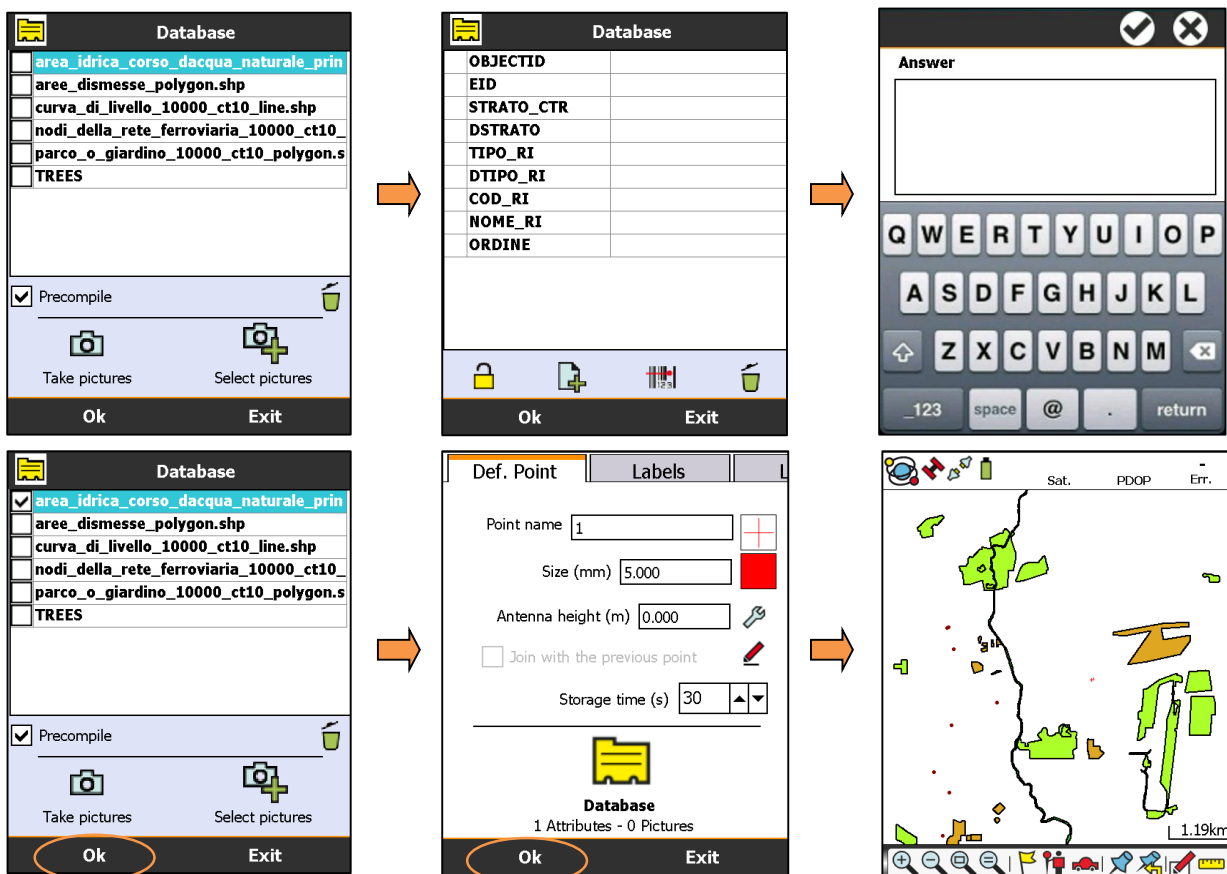 Database
area_idrica_corso_dacqua_naturale_prin
aree_dismesse_polygon.shp
curva_di_livello_10000_ct10_line.shp
nodi_della_rete_ferroviaria_10000_ct10_
parco_o_giardino_10000_ct10_polygon.s
TREES
Precompile
Take pictures Select pictures
Ok Exit
Database
OBJECTID
EID
STRATO_CTR
DSTRATO
TIPO_RI
DTIPO_RI
COD_RI
NOME_RI
ORDINE
123
Ok Exit
Answer
Q W E R T Y U I O P
A S D F G H J K L
Z X C V B N M
_123 space @ . return
Database
area_idrica_corso_dacqua_naturale_prin
aree_dismesse_polygon.shp
curva_di_livello_10000_ct10_line.shp
nodi_della_rete_ferroviaria_10000_ct10_
parco_o_giardino_10000_ct10_polygon.s
TREES
Precompile
Take pictures Select pictures
Ok Exit
Def. Point Labels L
Point name 1
Size (mm) 5.000
Antenna height (m) 0.000
Join with the previous point
Storage time (s) 30
Database
1 Attributes - 0 Pictures
Ok Exit
-
Sat. PDOP Err.
1.19km